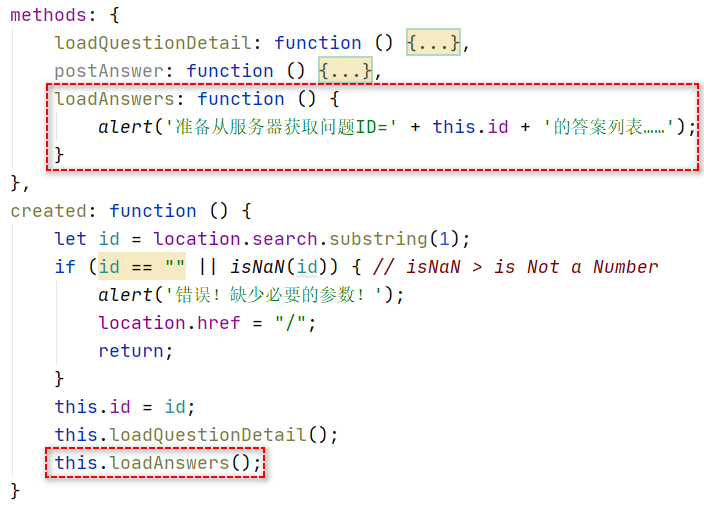 methods: {
    loadQuestionDetail: function () {...},
    postAnswer: function () {...},
    loadAnswers: function () {
        alert('准备从服务器获取问题ID=' + this.id + '的答案列表……');
    }
},
created: function () {
    let id = location.search.substring(1);
    if (id == "" || isNaN(id)) { // isNaN > is Not a Number
        alert('错误！缺少必要的参数！');
        location.href = "/";
        return;
    }
    this.id = id;
    this.loadQuestionDetail();
    this.loadAnswers();
}